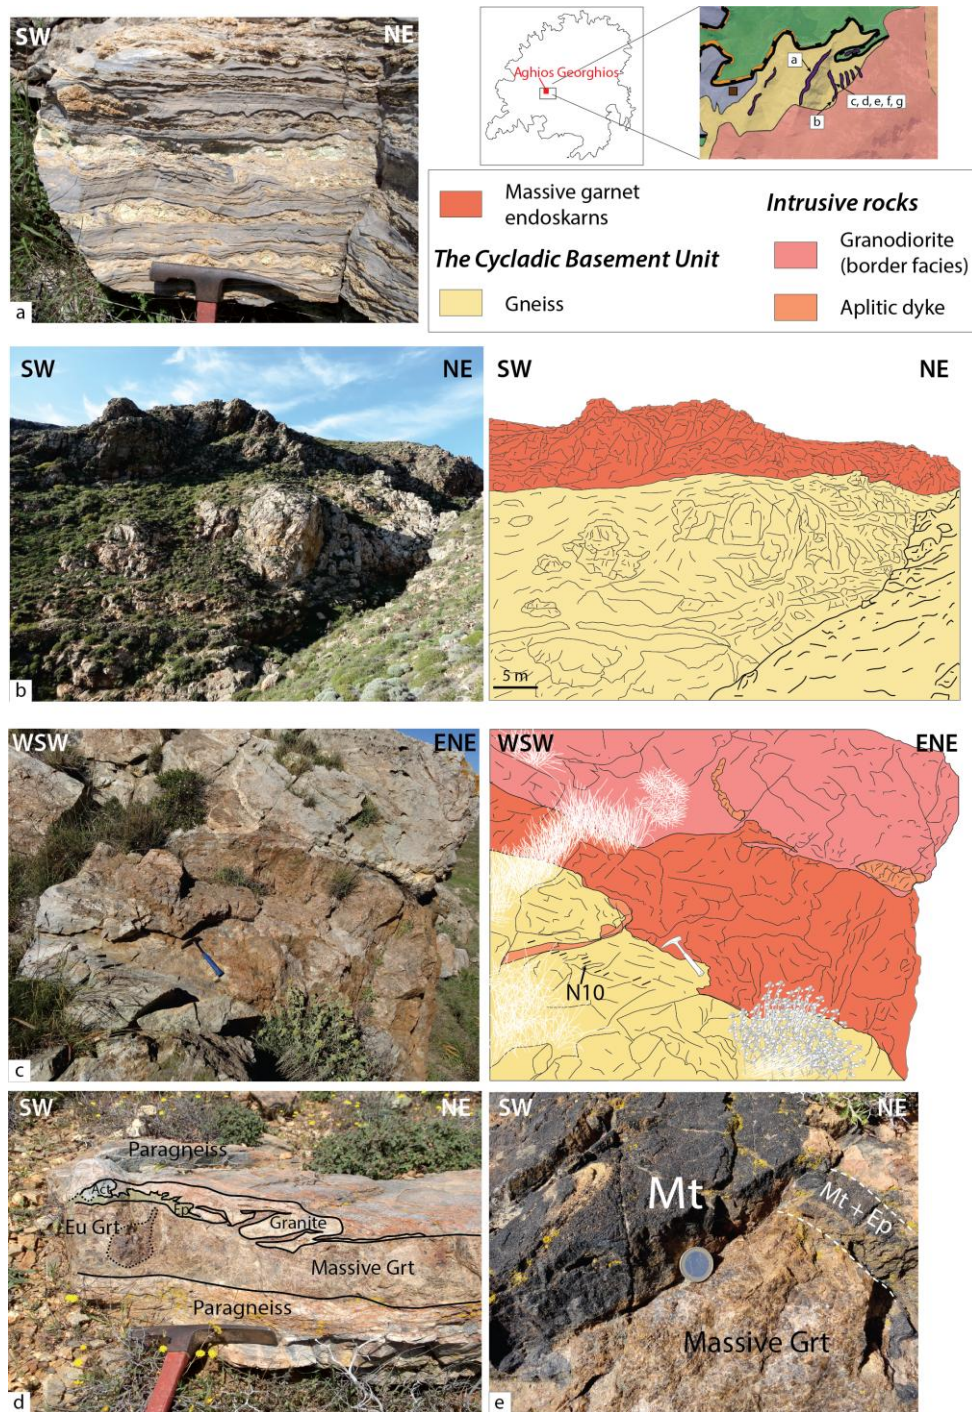 SW
NE
a
Aghios Georghios
a
c, d, e, f, g
b
Massive garnet
endoskarns
The Cycladic Basement Unit
Gneiss
Intrusive rocks
Granodiorite
(border facies)
Aplitic dyke
SW
NE
b
SW
NE
5 m
WSW
ENE
c
WSW
ENE
N10
SW
NE
Paragneiss
Act
Ep
Eu Grt
Granite
Massive Grt
Paragneiss
d
SW
NE
Mt
Mt + Ep
Massive Grt
e